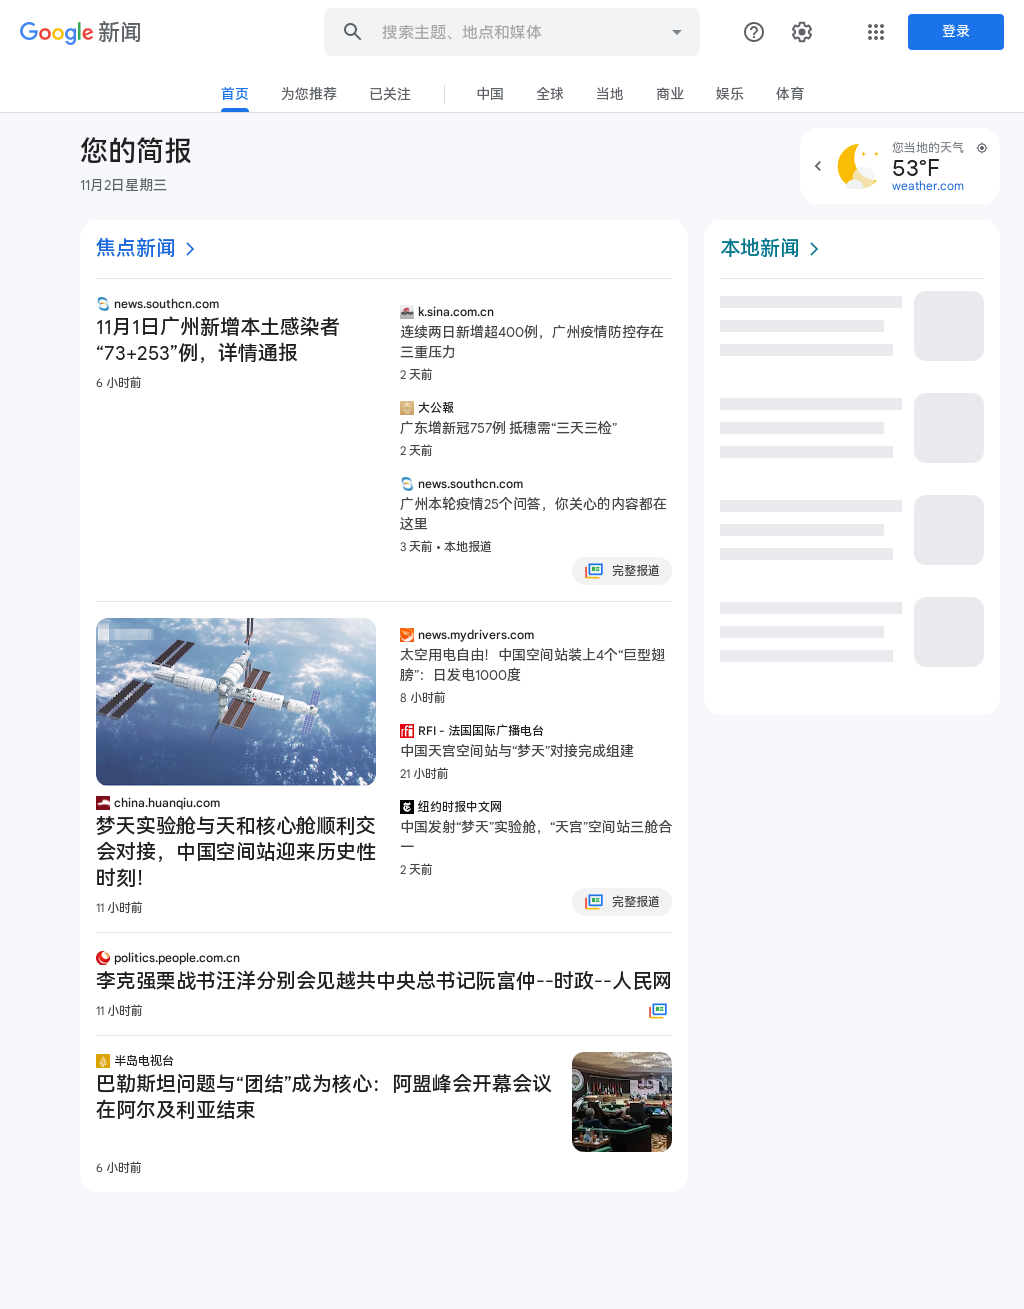 Google 新闻
搜索主题、地点和媒体
登录
首页
为您推荐
已关注
中国
全球
当地
商业
娱乐
体育
您的简报
11月2日星期三
您当地的天气
53°F
weather.com
焦点新闻
news.southcn.com
11月1日广州新增本土感染者
“73+253”例，详情通报
6 小时前
k.sina.com.cn
连续两日新增超400例，广州疫情防控存在
三重压力
2 天前
大公報
广东增新冠757例 抵穗需“三天三检”
2 天前
news.southcn.com
广州本轮疫情25个问答，你关心的内容都在
这里
3 天前 • 本地报道
完整报道
china.huanqiu.com
梦天实验舱与天和核心舱顺利交
会对接，中国空间站迎来历史性
时刻！
11 小时前
news.mydrivers.com
太空用电自由！中国空间站装上4个“巨型翅
膀”：日发电1000度
8 小时前
RFI - 法国国际广播电台
中国天宫空间站与“梦天”对接完成组建
21 小时前
纽约时报中文网
中国发射“梦天”实验舱，“天宫”空间站三舱合
一
2 天前
完整报道
politics.people.com.cn
李克强栗战书汪洋分别会见越共中央总书记阮富仲--时政--人民网
11 小时前
半岛电视台
巴勒斯坦问题与“团结”成为核心：阿盟峰会开幕会议
在阿尔及利亚结束
6 小时前
本地新闻